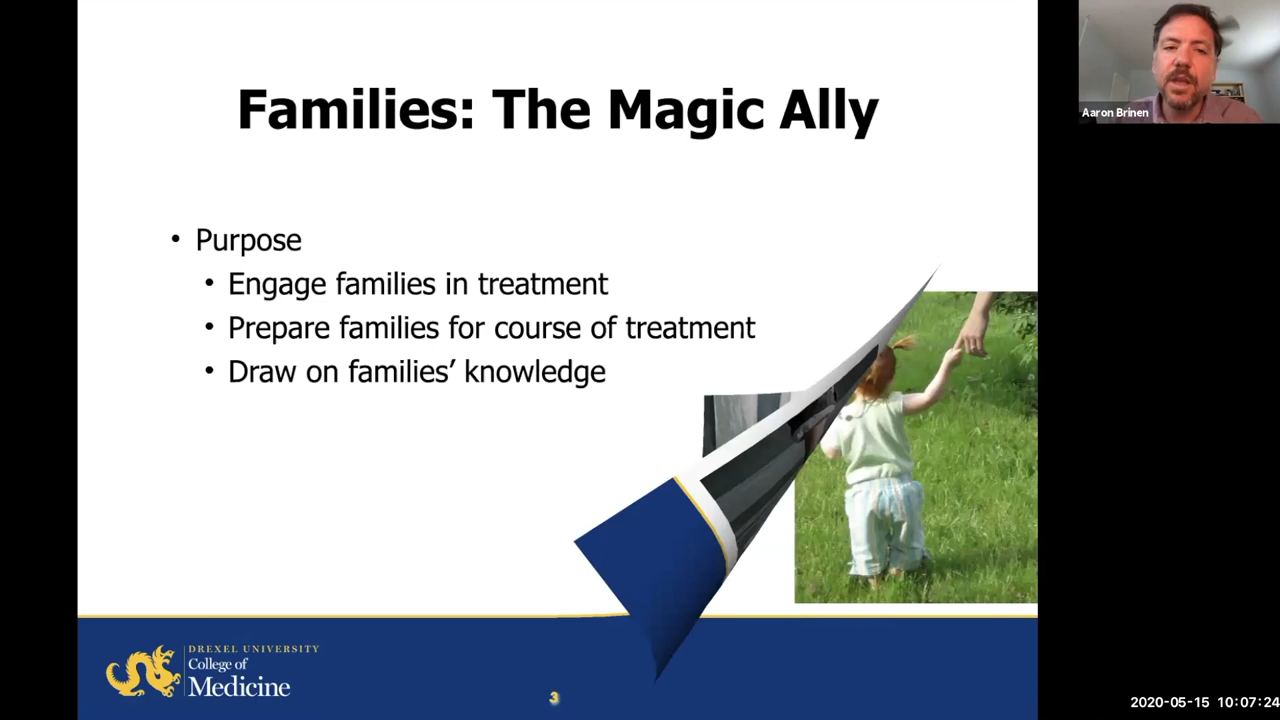 Families: The Magic Ally
• Purpose
• Engage families in treatment
• Prepare families for course of treatment
• Draw on families’ knowledge
DREXEL UNIVERSITY
College of
Medicine
3
Aaron Brinen
2020-05-15 10:07:24